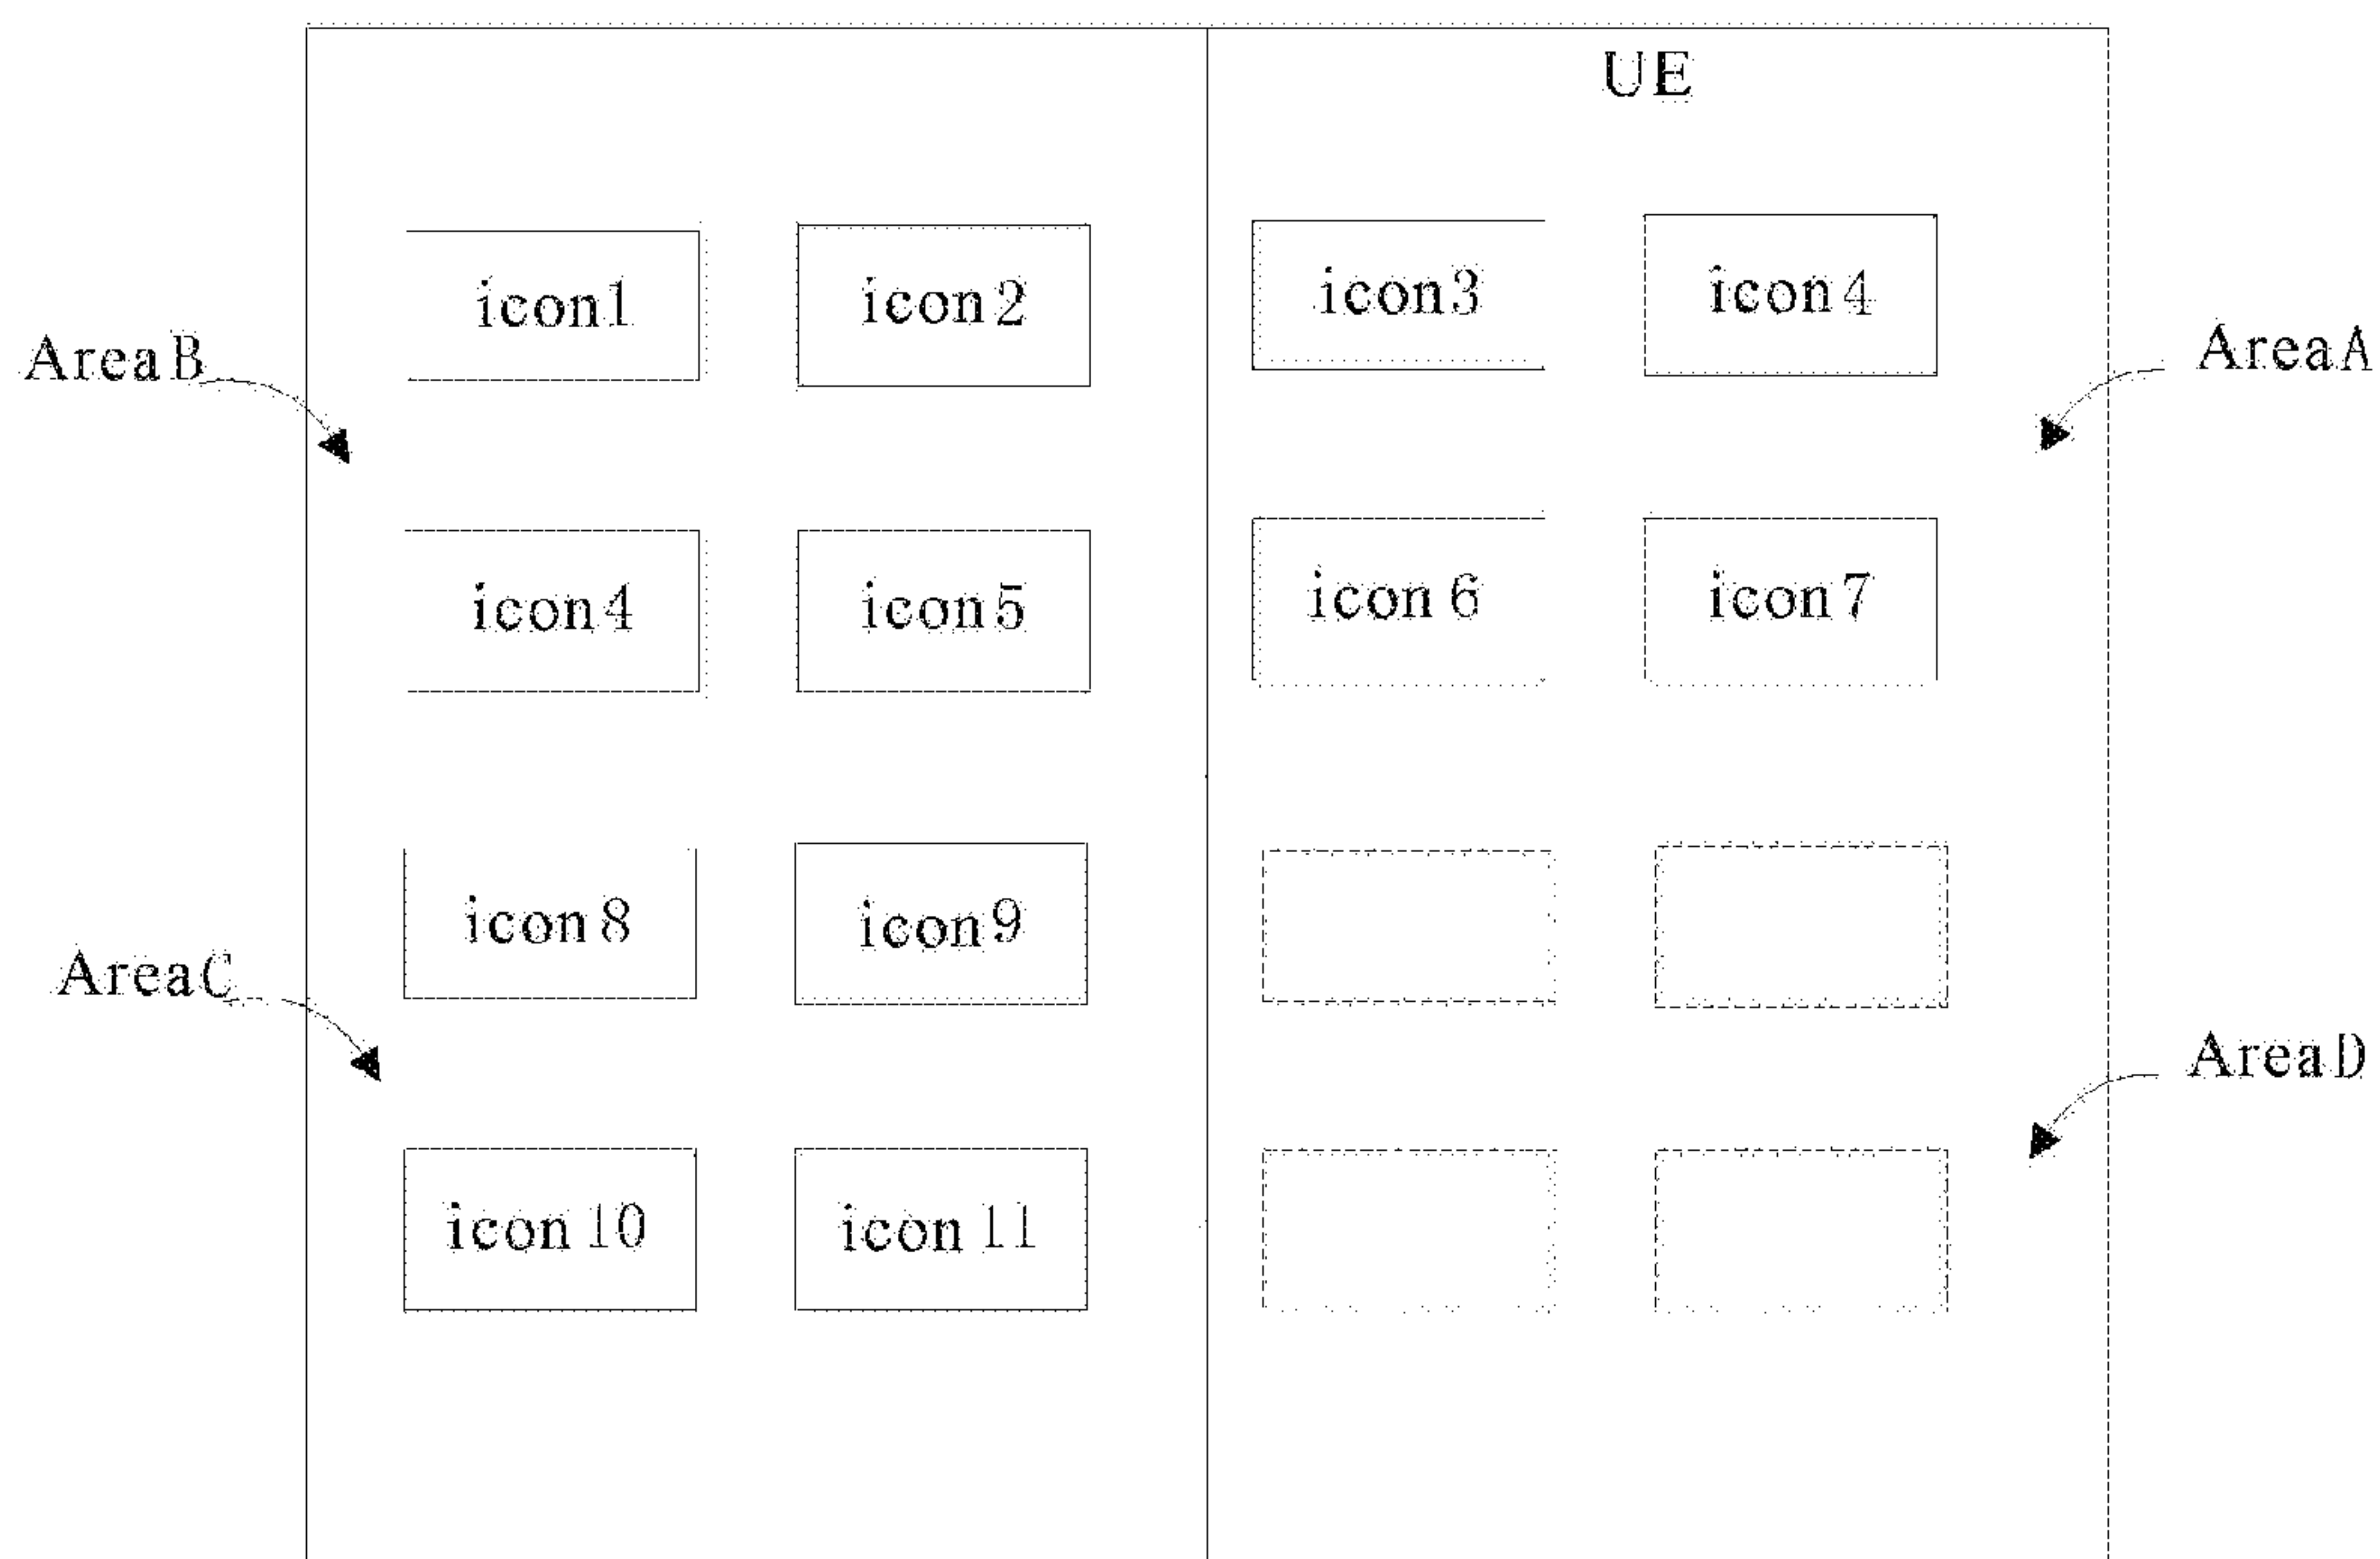 UE
icon1 icon2 icon3 icon4
AreaB AreaA
icon4 icon5 icon6 icon7
icon8 icon9
AreaC
AreaD
icon10 icon11